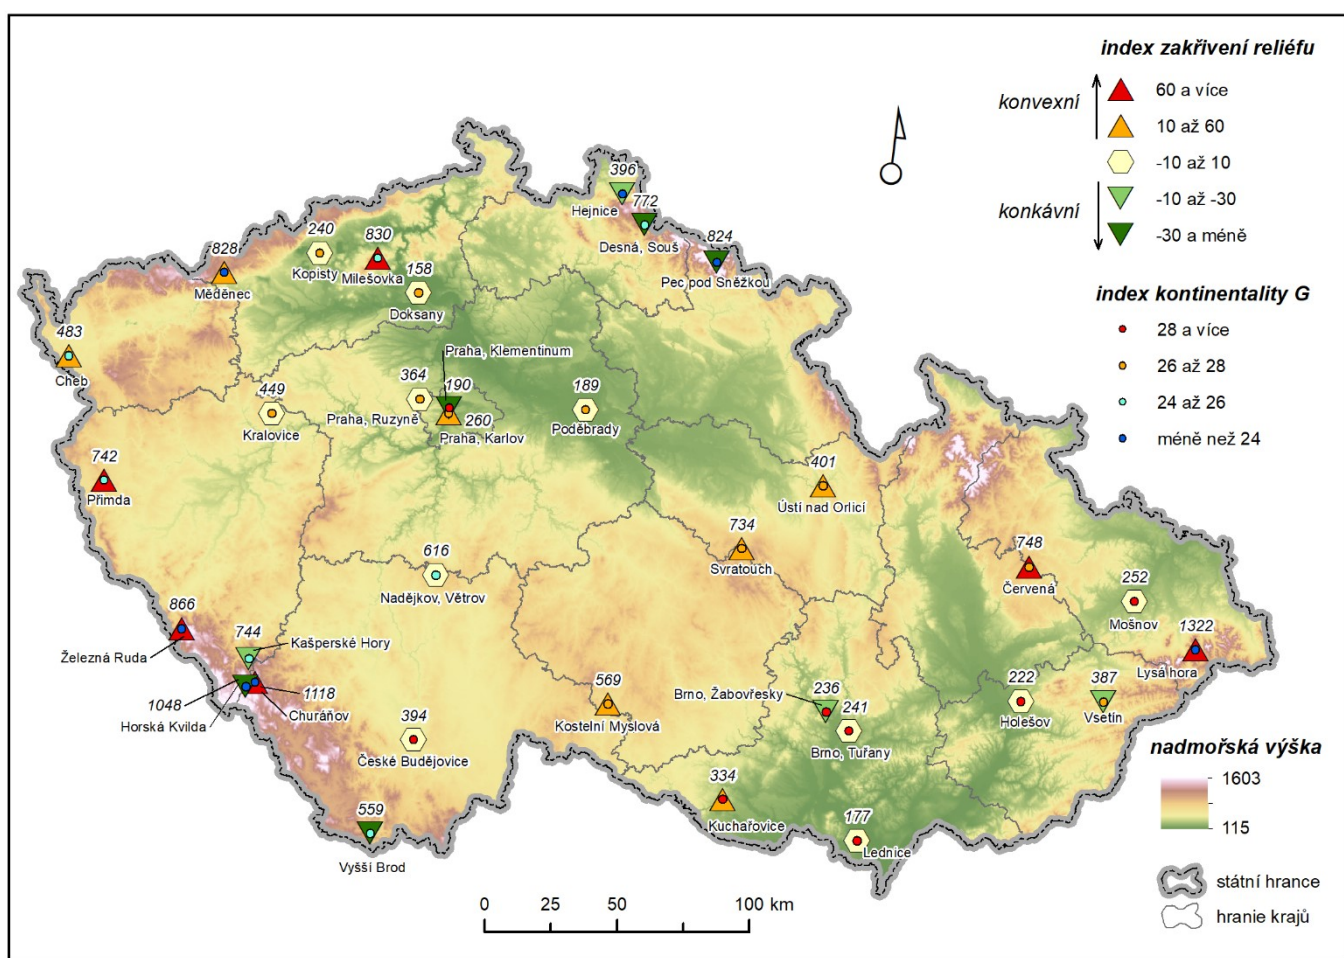 index zakřivení reliéfu
konvexní
60 a více
10 až 60
-10 až 10
-10 až -30
konkávní
-30 a méně
index kontinentality G
28 a více
26 až 28
24 až 26
méně než 24
nadmořská výška
1603
115
státní hrance
hranie krajů
396
Hejnice
772
Desná, Souš
824
Pec pod Sněžkou
240
Kopisty
830
Milešovka
828
Měděnec
158
Doksany
483
Cheb
Praha, Klementinum
364
190
Praha, Ruzyně
260
Praha, Karlov
189
Poděbrady
449
Kralovice
742
Přimda
401
Ústí nad Orlicí
734
Svratouch
748
Červená
616
Nadějkov, Větrov
252
Mošnov
866
Železná Ruda
744
Kašperské Hory
1322
Lysá hora
1048
Horská Kvilda
1118
Churáňov
569
Kostelní Myslová
Brno, Žabovřesky
236
241
Brno, Tuřany
222
Holešov
387
Vsetín
394
České Budějovice
334
Kuchařovice
559
Vyšší Brod
177
Lednice
0 25 50 100 km